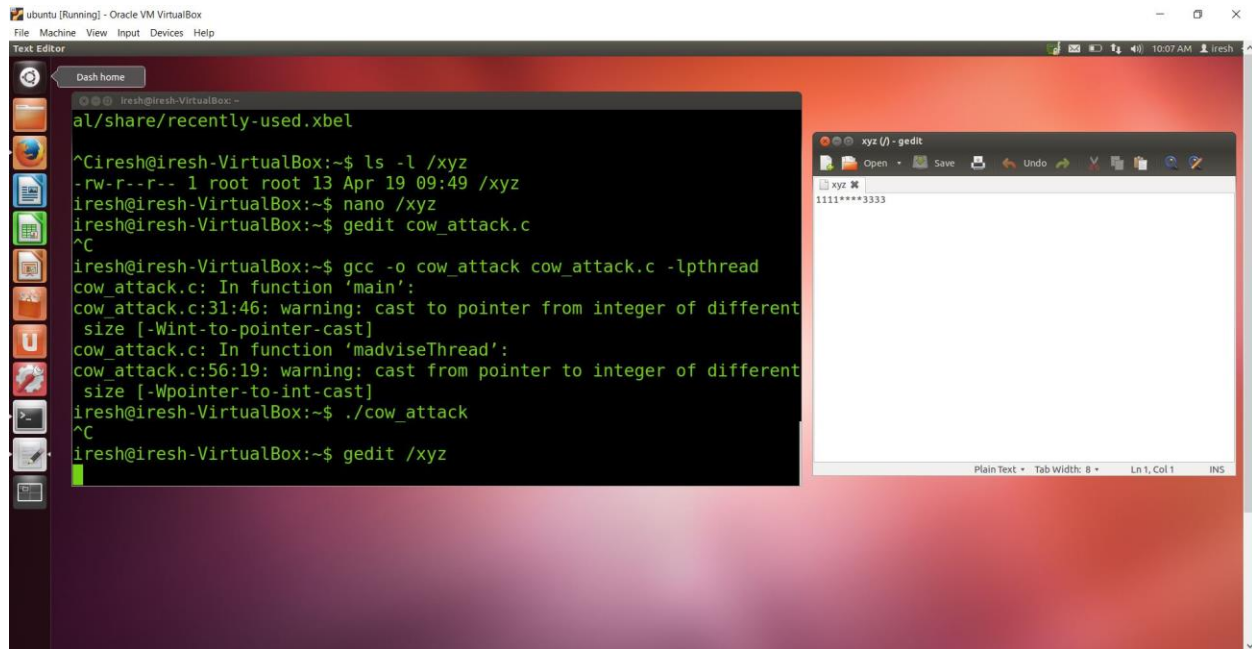 ubuntu [Running] - Oracle VM VirtualBox
File Machine View Input Devices Help
Text Editor
10:07 AM iresh
Dash home
iresh@iresh-VirtualBox: ~
al/share/recently-used.xbel
^Ciresh@iresh-VirtualBox:~$ ls -l /xyz
-rw-r--r-- 1 root root 13 Apr 19 09:49 /xyz
iresh@iresh-VirtualBox:~$ nano /xyz
iresh@iresh-VirtualBox:~$ gedit cow_attack.c
^C
iresh@iresh-VirtualBox:~$ gcc -o cow_attack cow_attack.c -lpthread
cow_attack.c: In function ‘main’:
cow_attack.c:31:46: warning: cast to pointer from integer of different
size [-Wint-to-pointer-cast]
cow_attack.c: In function ‘madviseThread’:
cow_attack.c:56:19: warning: cast from pointer to integer of different
size [-Wpointer-to-int-cast]
iresh@iresh-VirtualBox:~$ ./cow_attack
^C
iresh@iresh-VirtualBox:~$ gedit /xyz
xyz (/) - gedit
Open Save Undo
xyz
1111****3333
Plain Text Tab Width: 8 Ln 1, Col 1 INS